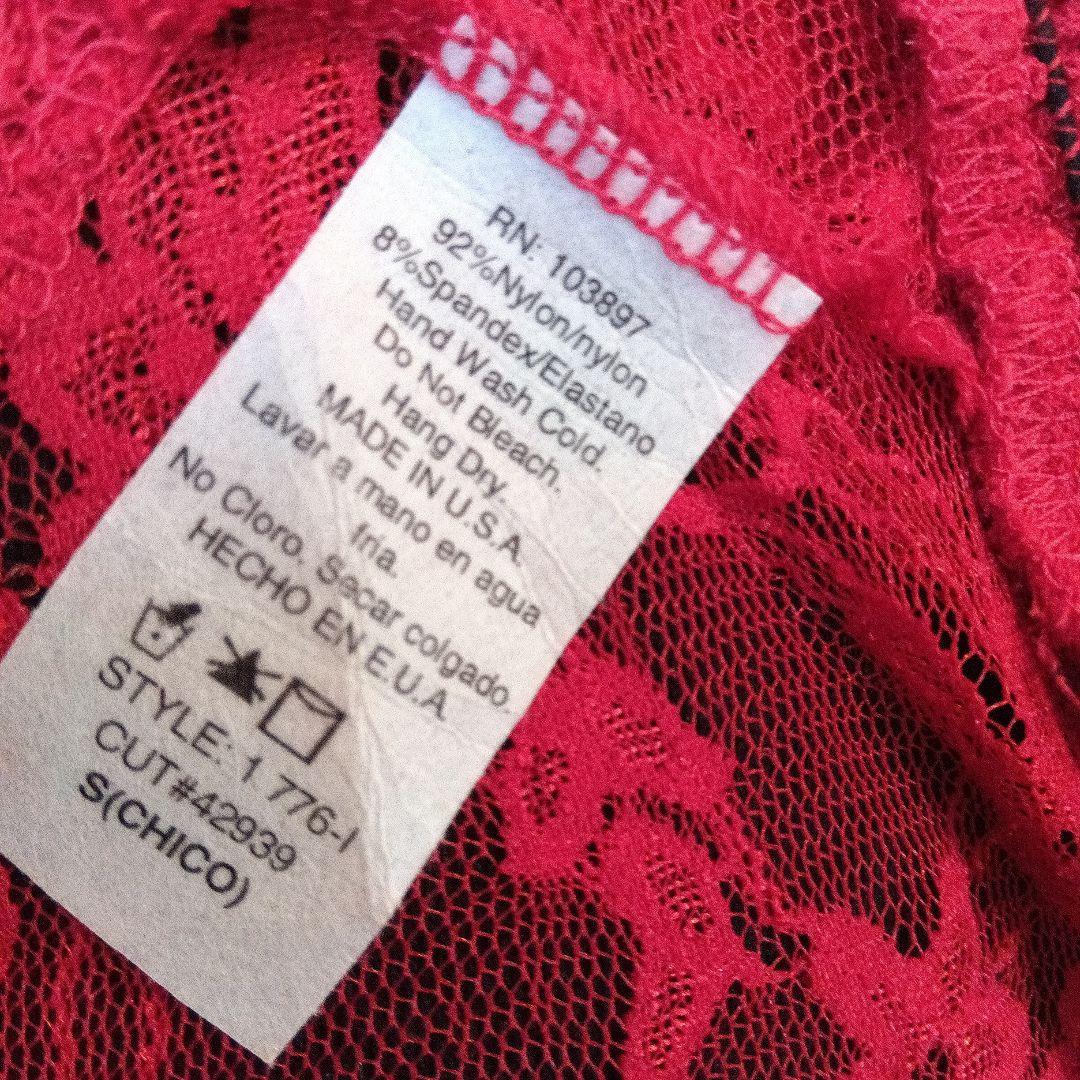 RN: 103897
92%Nylon/nylon
8%Spandex/Elastano
Hand Wash Cold.
Do Not Bleach.
Hang Dry.
MADE IN U.S.A.
Lavar a mano en agua
fria.
No Cloro. Secar colgado.
HECHO EN E.U.A.
STYLE: 1.776-I
CUT#42939
S(CHICO)